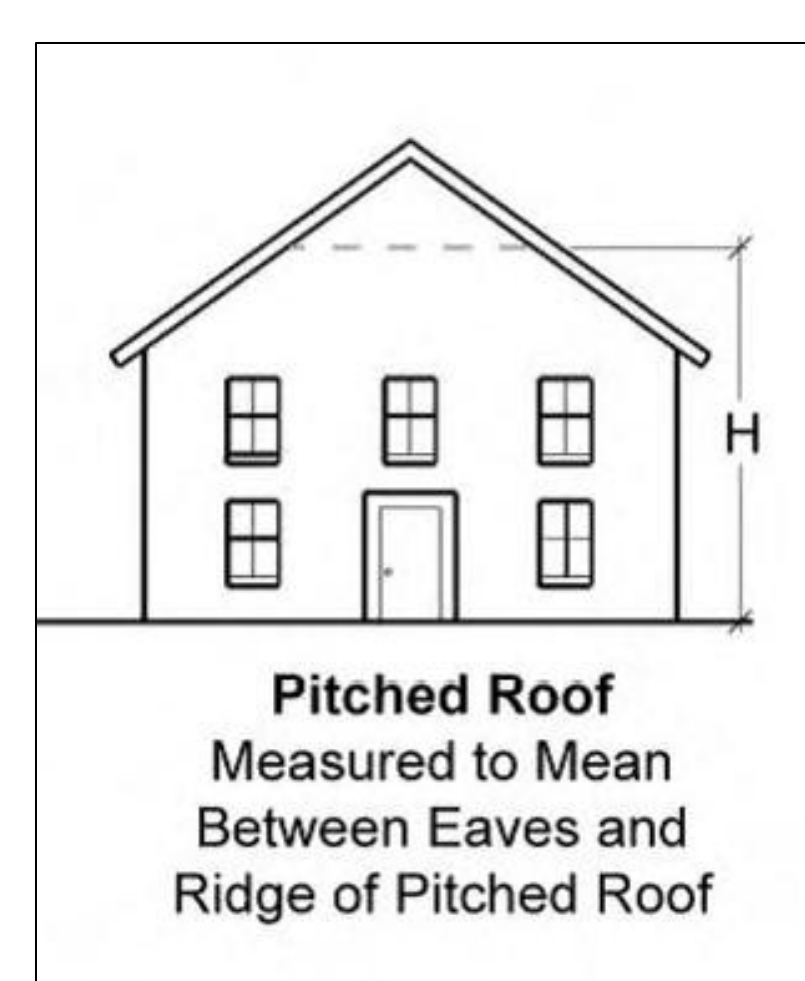 H
Pitched Roof
Measured to Mean
Between Eaves and
Ridge of Pitched Roof